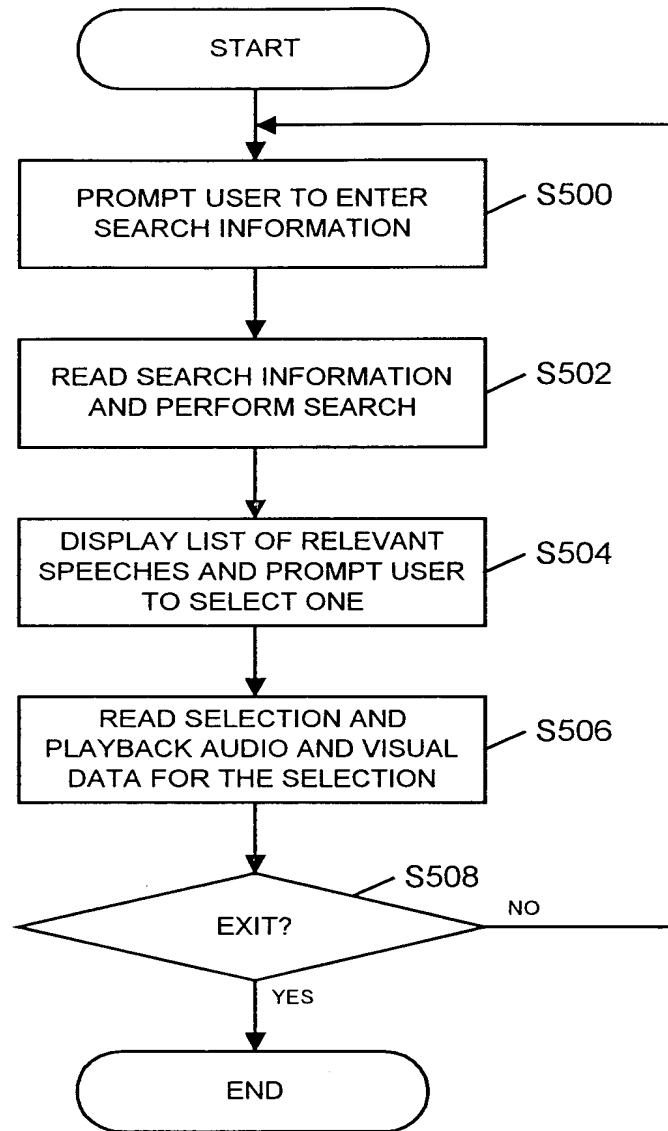 START
PROMPT USER TO ENTER
SEARCH INFORMATION
S500
READ SEARCH INFORMATION
AND PERFORM SEARCH
S502
DISPLAY LIST OF RELEVANT
SPEECHES AND PROMPT USER
TO SELECT ONE
S504
READ SELECTION AND
PLAYBACK AUDIO AND VISUAL
DATA FOR THE SELECTION
S506
S508
EXIT?
NO
YES
END